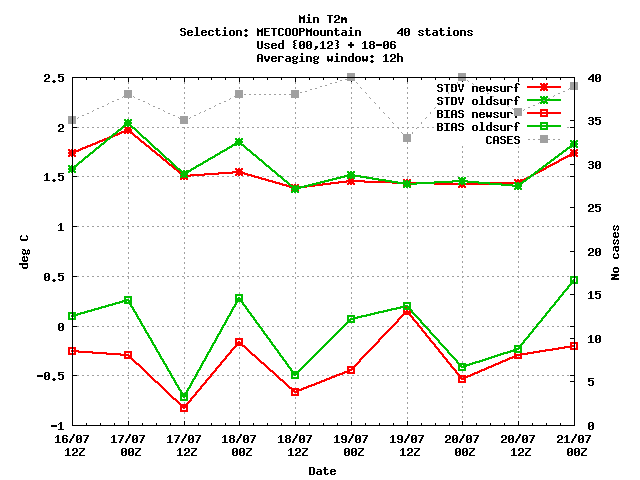 Min T2m
Selection: METCOOPMountain     40 stations
Used {00,12} + 18-06
Averaging window: 12h
STDV newsurf
STDV oldsurf
BIAS newsurf
BIAS oldsurf
CASES
deg C
2.5
2
1.5
1
0.5
0
-0.5
-1
40
35
30
25
20
15
10
5
0
No cases
16/07 17/07 17/07 18/07 18/07 19/07 19/07 20/07 20/07 21/07
12Z 00Z 12Z 00Z 12Z 00Z 12Z 00Z 12Z 00Z
Date